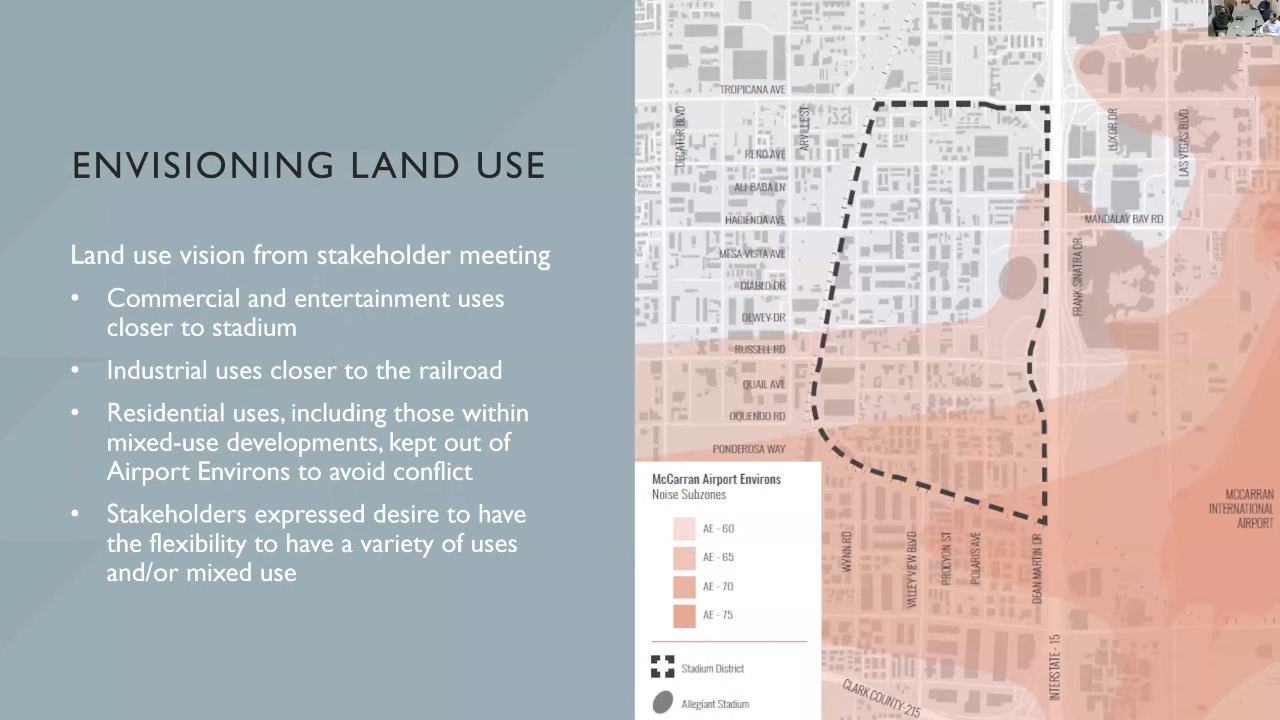 ENVISIONING LAND USE
Land use vision from stakeholder meeting
• Commercial and entertainment uses
closer to stadium
• Industrial uses closer to the railroad
• Residential uses, including those within
mixed-use developments, kept out of
Airport Environs to avoid conflict
• Stakeholders expressed desire to have
the flexibility to have a variety of uses
and/or mixed use
TROPICANA AVE
DECATUR BLVD
ARVILLE ST
RENO AVE
ALI BABA LN
HACIENDA AVE
MESA VISTA AVE
DIABLO DR
DEWEY DR
RUSSELL RD
QUAIL AVE
OQUENDO RD
PONDEROSA WAY
LUXOR DR
LAS VEGAS BLVD
MANDALAY BAY RD
FRANK SINATRA DR
MCCARRAN
INTERNATIONAL
AIRPORT
WYNN RD
VALLEY VIEW BLVD
PROCYON ST
POLARIS AVE
DEAN MARTIN DR
INTERSTATE - 15
CLARK COUNTY-215
McCarran Airport Environs
Noise Subzones
AE - 60
AE - 65
AE - 70
AE - 75
Stadium District
Allegiant Stadium